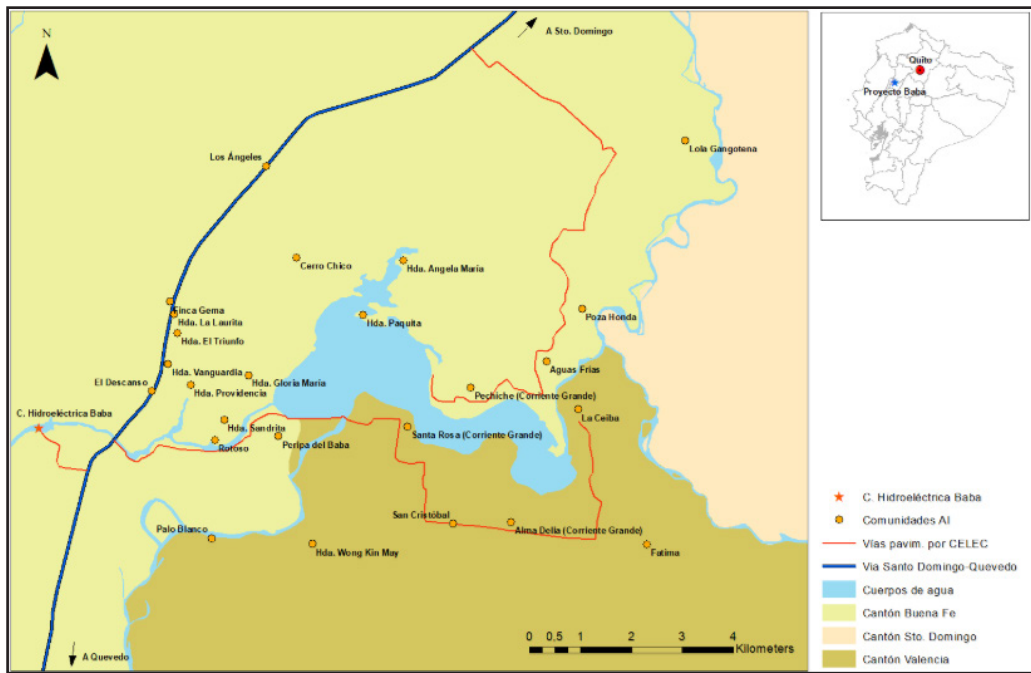 N
A Sto. Domingo
Quito
Proyecto Baba
Lola Gangotena
Los Ángeles
Cerro Chico
Hda. Angela María
Finca Gema
Hda. La Laurita
Hda. Paquita
Poza Honda
Hda. El Triunfo
Hda. Vanguardia
Aguas Frías
Hda. Gloria María
El Descanso
Hda. Providencia
Pechiche (Corriente Grande)
La Ceiba
C. Hidroeléctrica Baba
Hda. Sandrita
Santa Rosa (Corriente Grande)
Rotoso
Peripa del Baba
San Cristóbal
Palo Blanco
Alma Delia (Corriente Grande)
Hda. Wong Kin May
Fatima
0 0.5 1 2 3 4
Kilometers
A Quevedo
C. Hidroeléctrica Baba
Comunidades AI
Vías pavim. por CELEC
Via Santo Domingo-Quevedo
Cuerpos de agua
Cantón Buena Fe
Cantón Sto. Domingo
Cantón Valencia